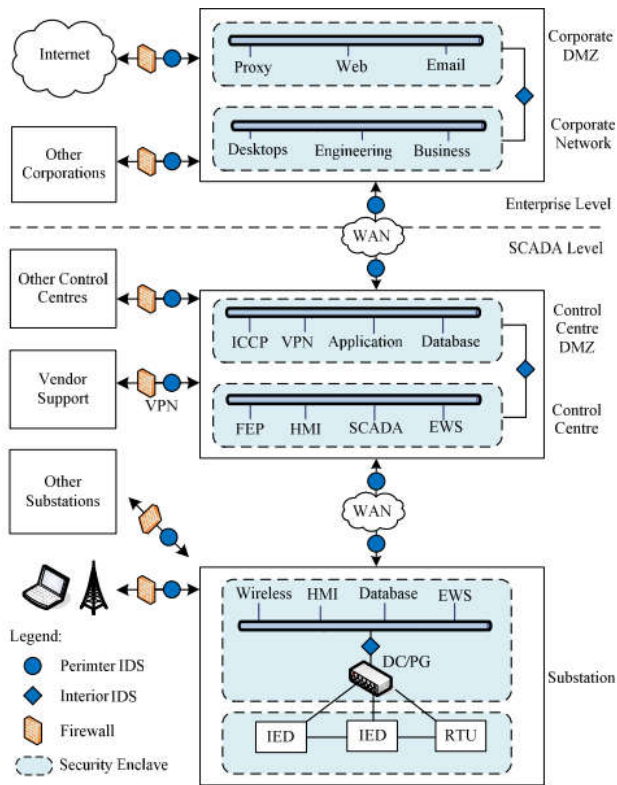 Internet
Proxy
Web
Email
Corporate
DMZ
Other
Corporations
Desktops
Engineering
Business
Corporate
Network
Enterprise Level
WAN
SCADA Level
Other Control
Centres
ICCP
VPN
Application
Database
Control
Centre
DMZ
Vendor
Support
VPN
FEP
HMI
SCADA
EWS
Control
Centre
Other
Substations
WAN
Wireless
HMI
Database
EWS
DC/PG
Substation
IED
IED
RTU
Legend:
Perimter IDS
Interior IDS
Firewall
Security Enclave